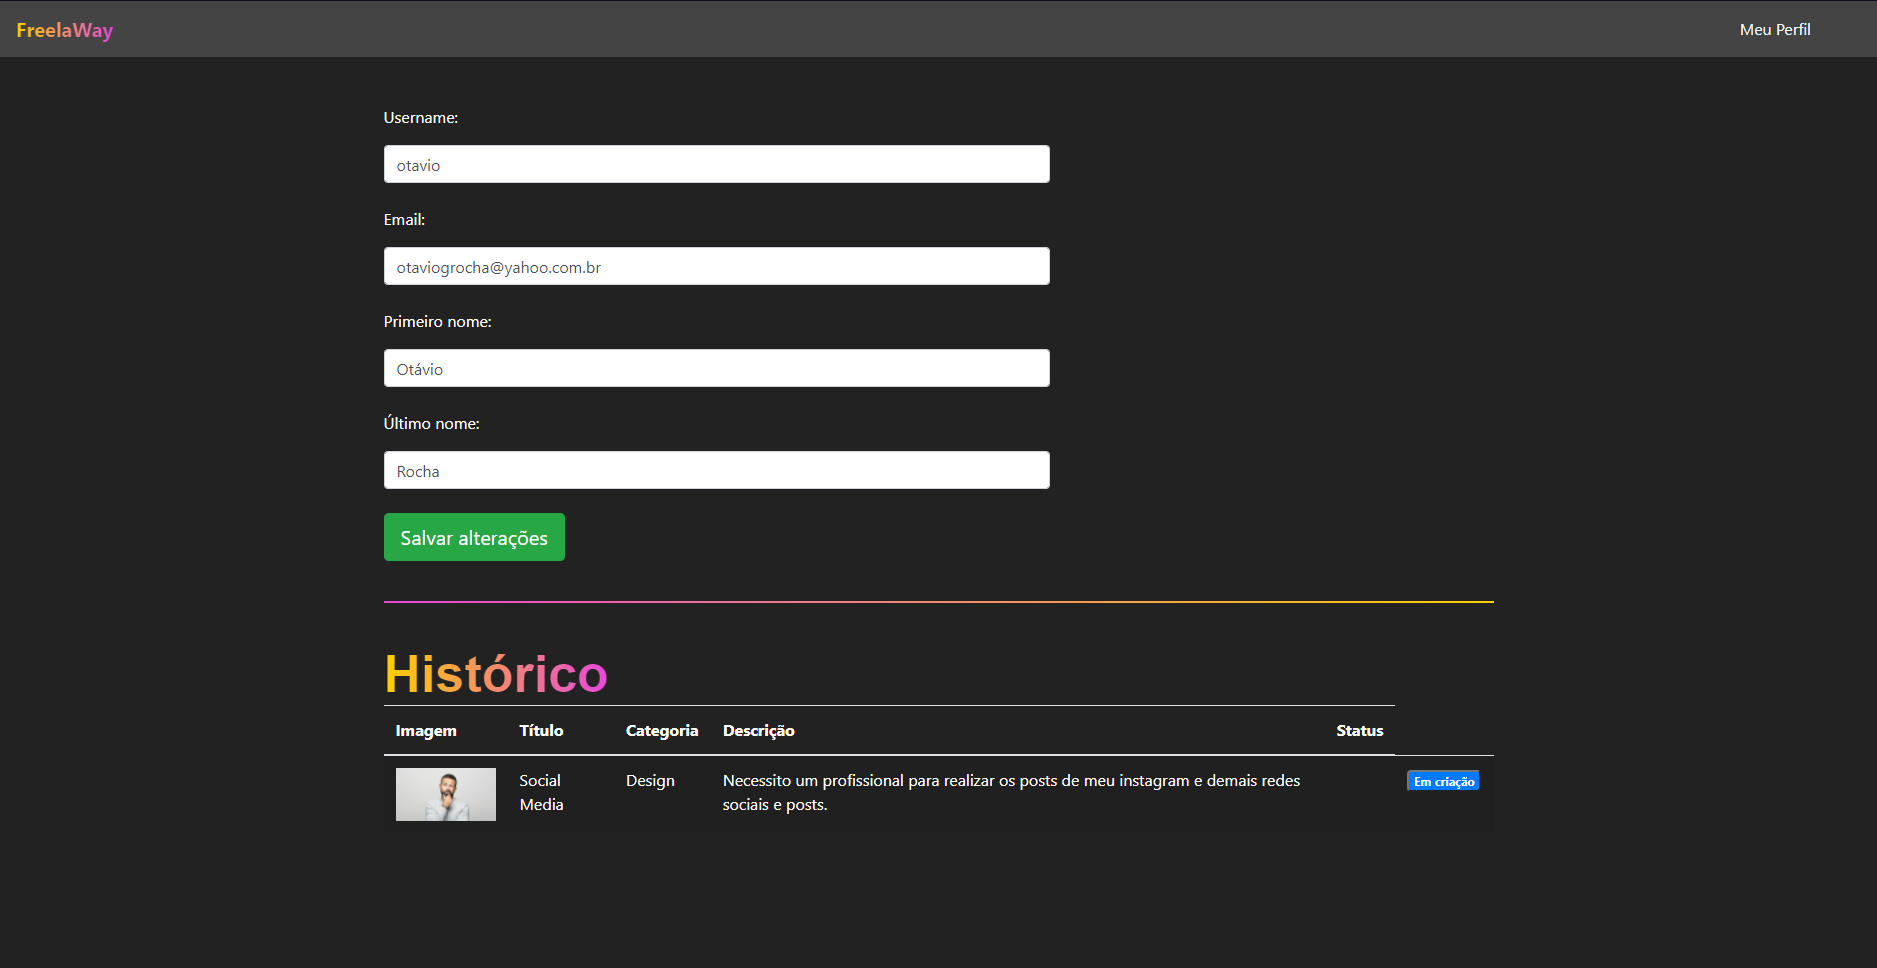 FreelaWay
Meu Perfil
Username:
otavio
Email:
otaviogrocha@yahoo.com.br
Primeiro nome:
Otávio
Último nome:
Rocha
Salvar alterações
Histórico
Imagem Título Categoria Descrição Status
Social Media Design Necessito um profissional para realizar os posts de meu instagram e demais redes
sociais e posts.
Em criação